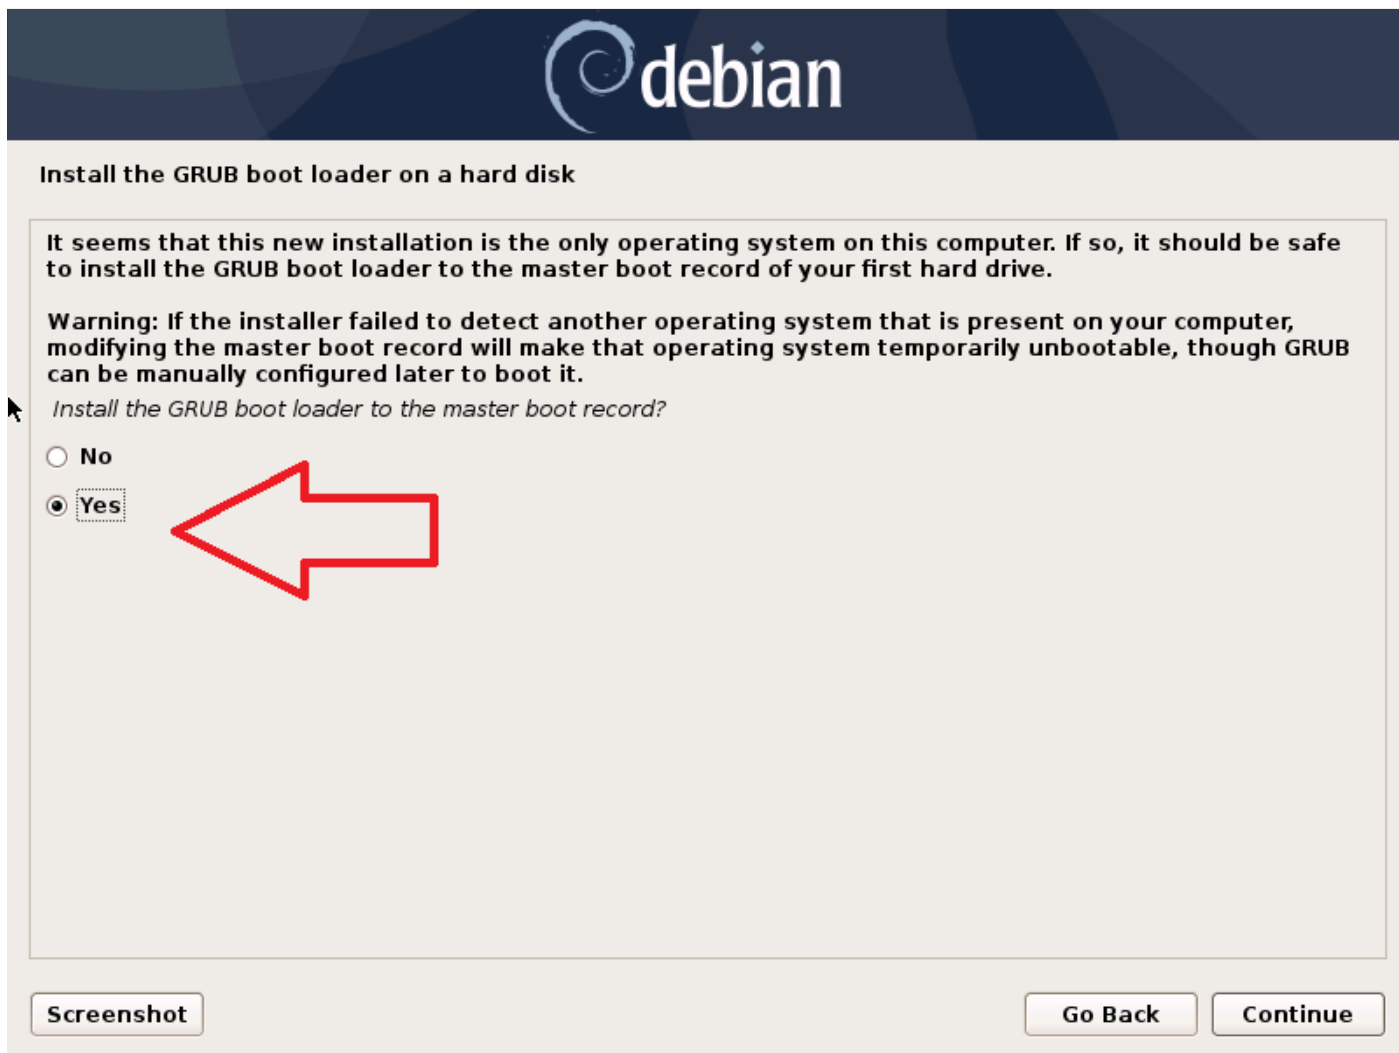 debian
Install the GRUB boot loader on a hard disk
It seems that this new installation is the only operating system on this computer. If so, it should be safe
to install the GRUB boot loader to the master boot record of your first hard drive.
Warning: If the installer failed to detect another operating system that is present on your computer,
modifying the master boot record will make that operating system temporarily unbootable, though GRUB
can be manually configured later to boot it.
Install the GRUB boot loader to the master boot record?
No
Yes
Screenshot
Go Back
Continue